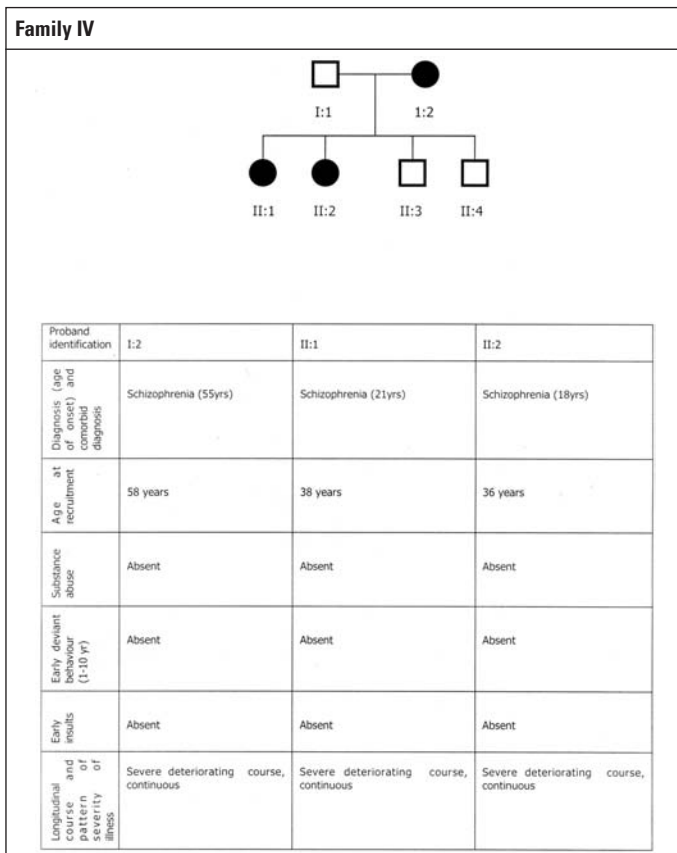 Family IV
I:1 1:2
II:1 II:2 II:3 II:4
Proband
identification I:2 II:1 II:2
Diagnosis (age
of onset) and
comorbid
diagnosis
Schizophrenia (55yrs) Schizophrenia (21yrs) Schizophrenia (18yrs)
Age at
recruitment
58 years 38 years 36 years
Substance
abuse
Absent Absent Absent
Early deviant
behaviour
(1-10 yr)
Absent Absent Absent
Early
insults
Absent Absent Absent
Longitudinal
course and
pattern of
severity of
illness
Severe deteriorating course, Severe deteriorating course, Severe deteriorating course,
continuous continuous continuous